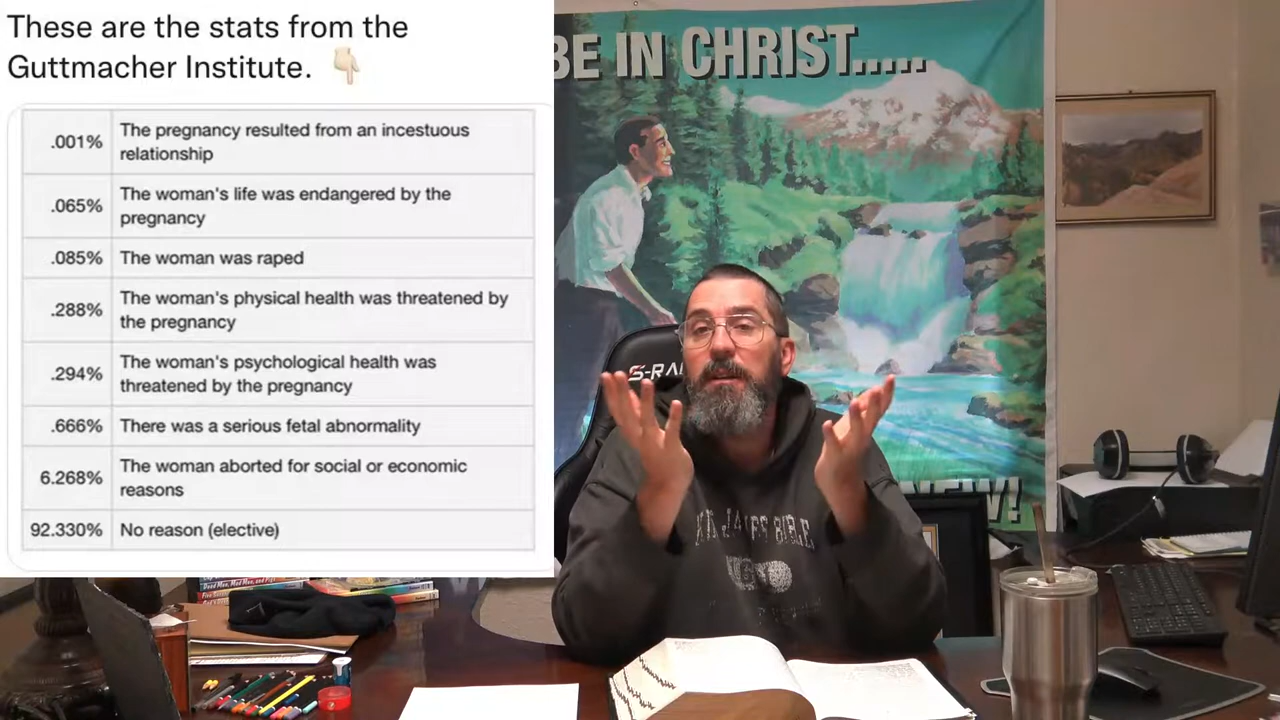 These are the stats from the
Guttmacher Institute. 👇🏻
.001% The pregnancy resulted from an incestuous
relationship
.065% The woman's life was endangered by the
pregnancy
.085% The woman was raped
.288% The woman's physical health was threatened by
the pregnancy
.294% The woman's psychological health was
threatened by the pregnancy
.666% There was a serious fetal abnormality
6.268% The woman aborted for social or economic
reasons
92.330% No reason (elective)
BE IN CHRIST.....
S-RA
JAMES BIBLE
NEW!